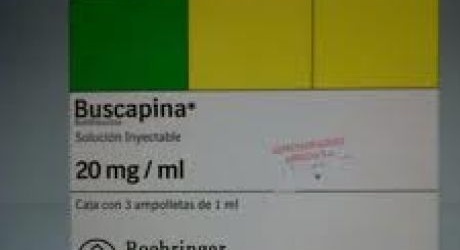 Buscapina*
Solución Inyectable
20 mg / ml
Caja con 3 ampolletas de 1 ml
Boehringer